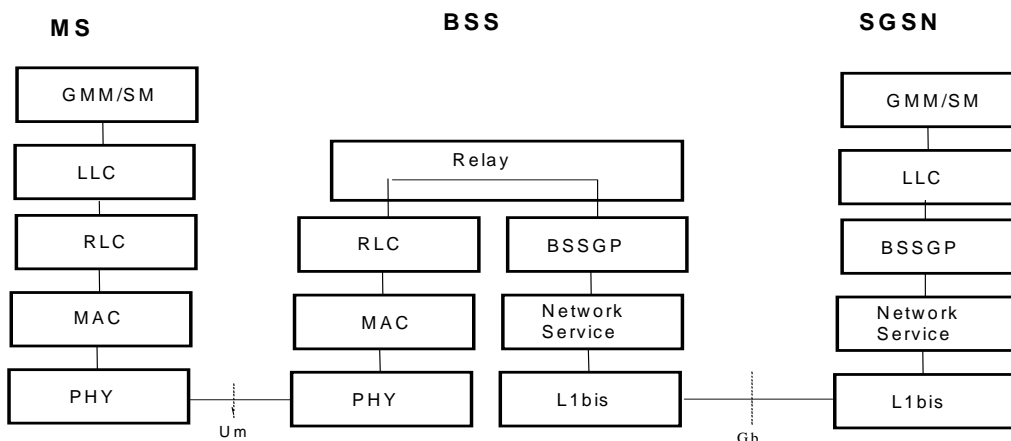 MS
BSS
SGSN
GMM/SM
LLC
RLC
MAC
PHY
Um
Relay
RLC
MAC
PHY
BSSGP
Network
Service
L1bis
Gb
GMM/SM
LLC
BSSGP
Network
Service
L1bis